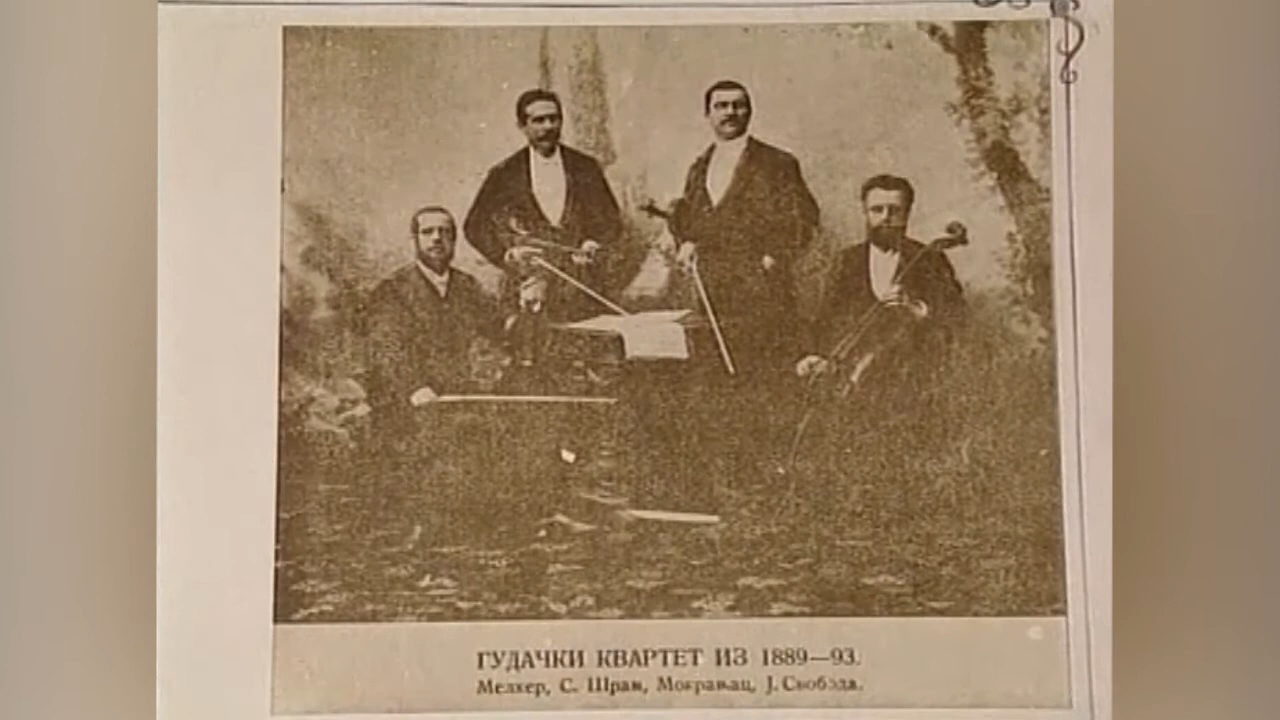 ГУДАЧКИ КВАРТЕТ ИЗ 1889—93.
Мелхер, С. Шрам, Мокрањац, Ј. Свобода.